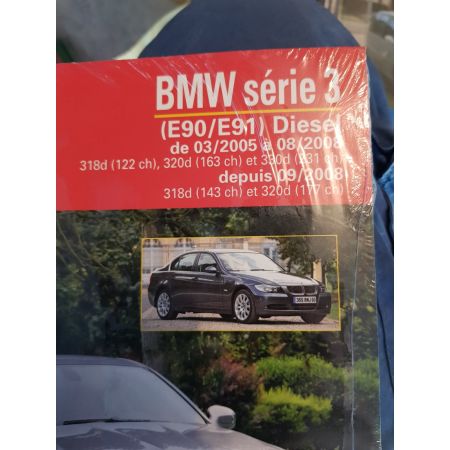 BMW série 3
(E90/E91) Diesel
de 03/2005 à 08/2008
318d (122 ch), 320d (163 ch) et 330d (231 ch)
depuis 09/2008
318d (143 ch) et 320d (177 ch)